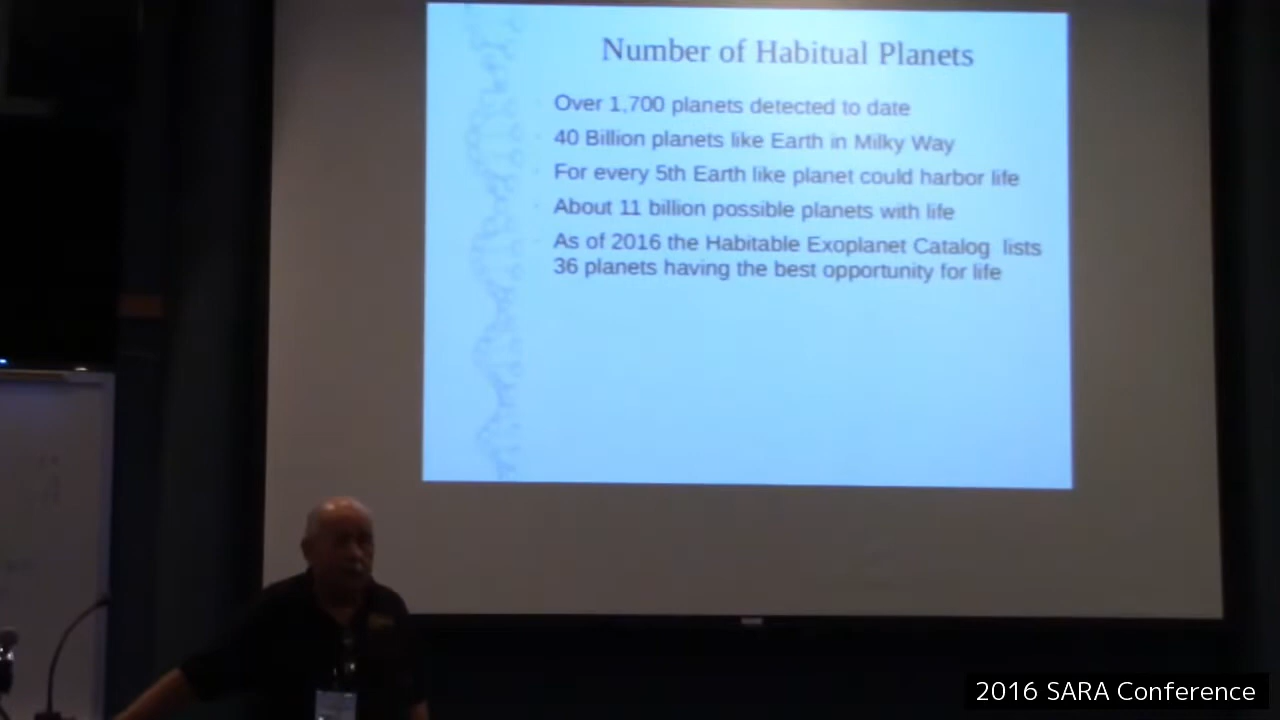 Number of Habitual Planets
Over 1,700 planets detected to date
40 Billion planets like Earth in Milky Way
For every 5th Earth like planet could harbor life
About 11 billion possible planets with life
As of 2016 the Habitable Exoplanet Catalog lists
36 planets having the best opportunity for life
2016 SARA Conference